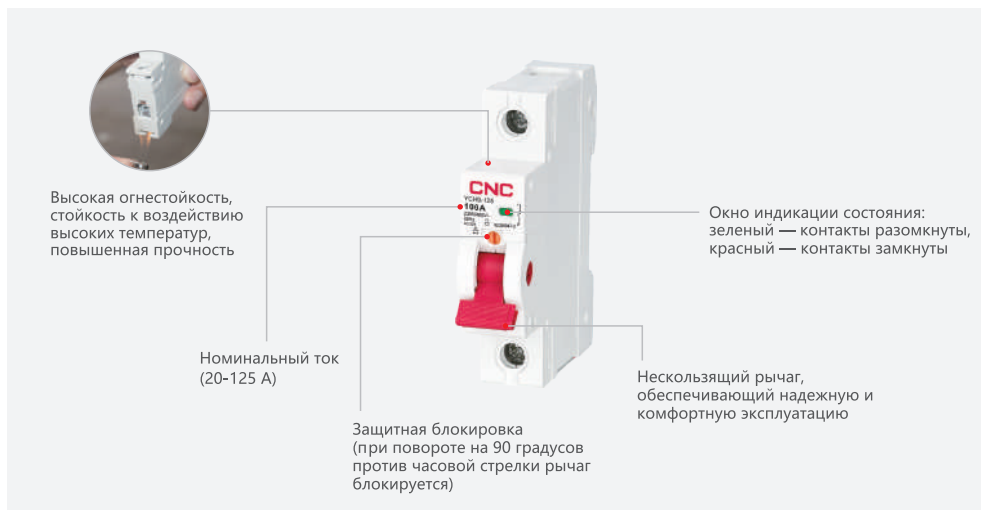 Высокая огнестойкость,
стойкость к воздействию
высоких температур,
повышенная прочность
CNC
100A
Окно индикации состояния:
зеленый — контакты разомкнуты,
красный — контакты замкнуты
Номинальный ток
(20-125 А)
Нескользящий рычаг,
обеспечивающий надежную и
комфортную эксплуатацию
Защитная блокировка
(при повороте на 90 градусов
против часовой стрелки рычаг
блокируется)